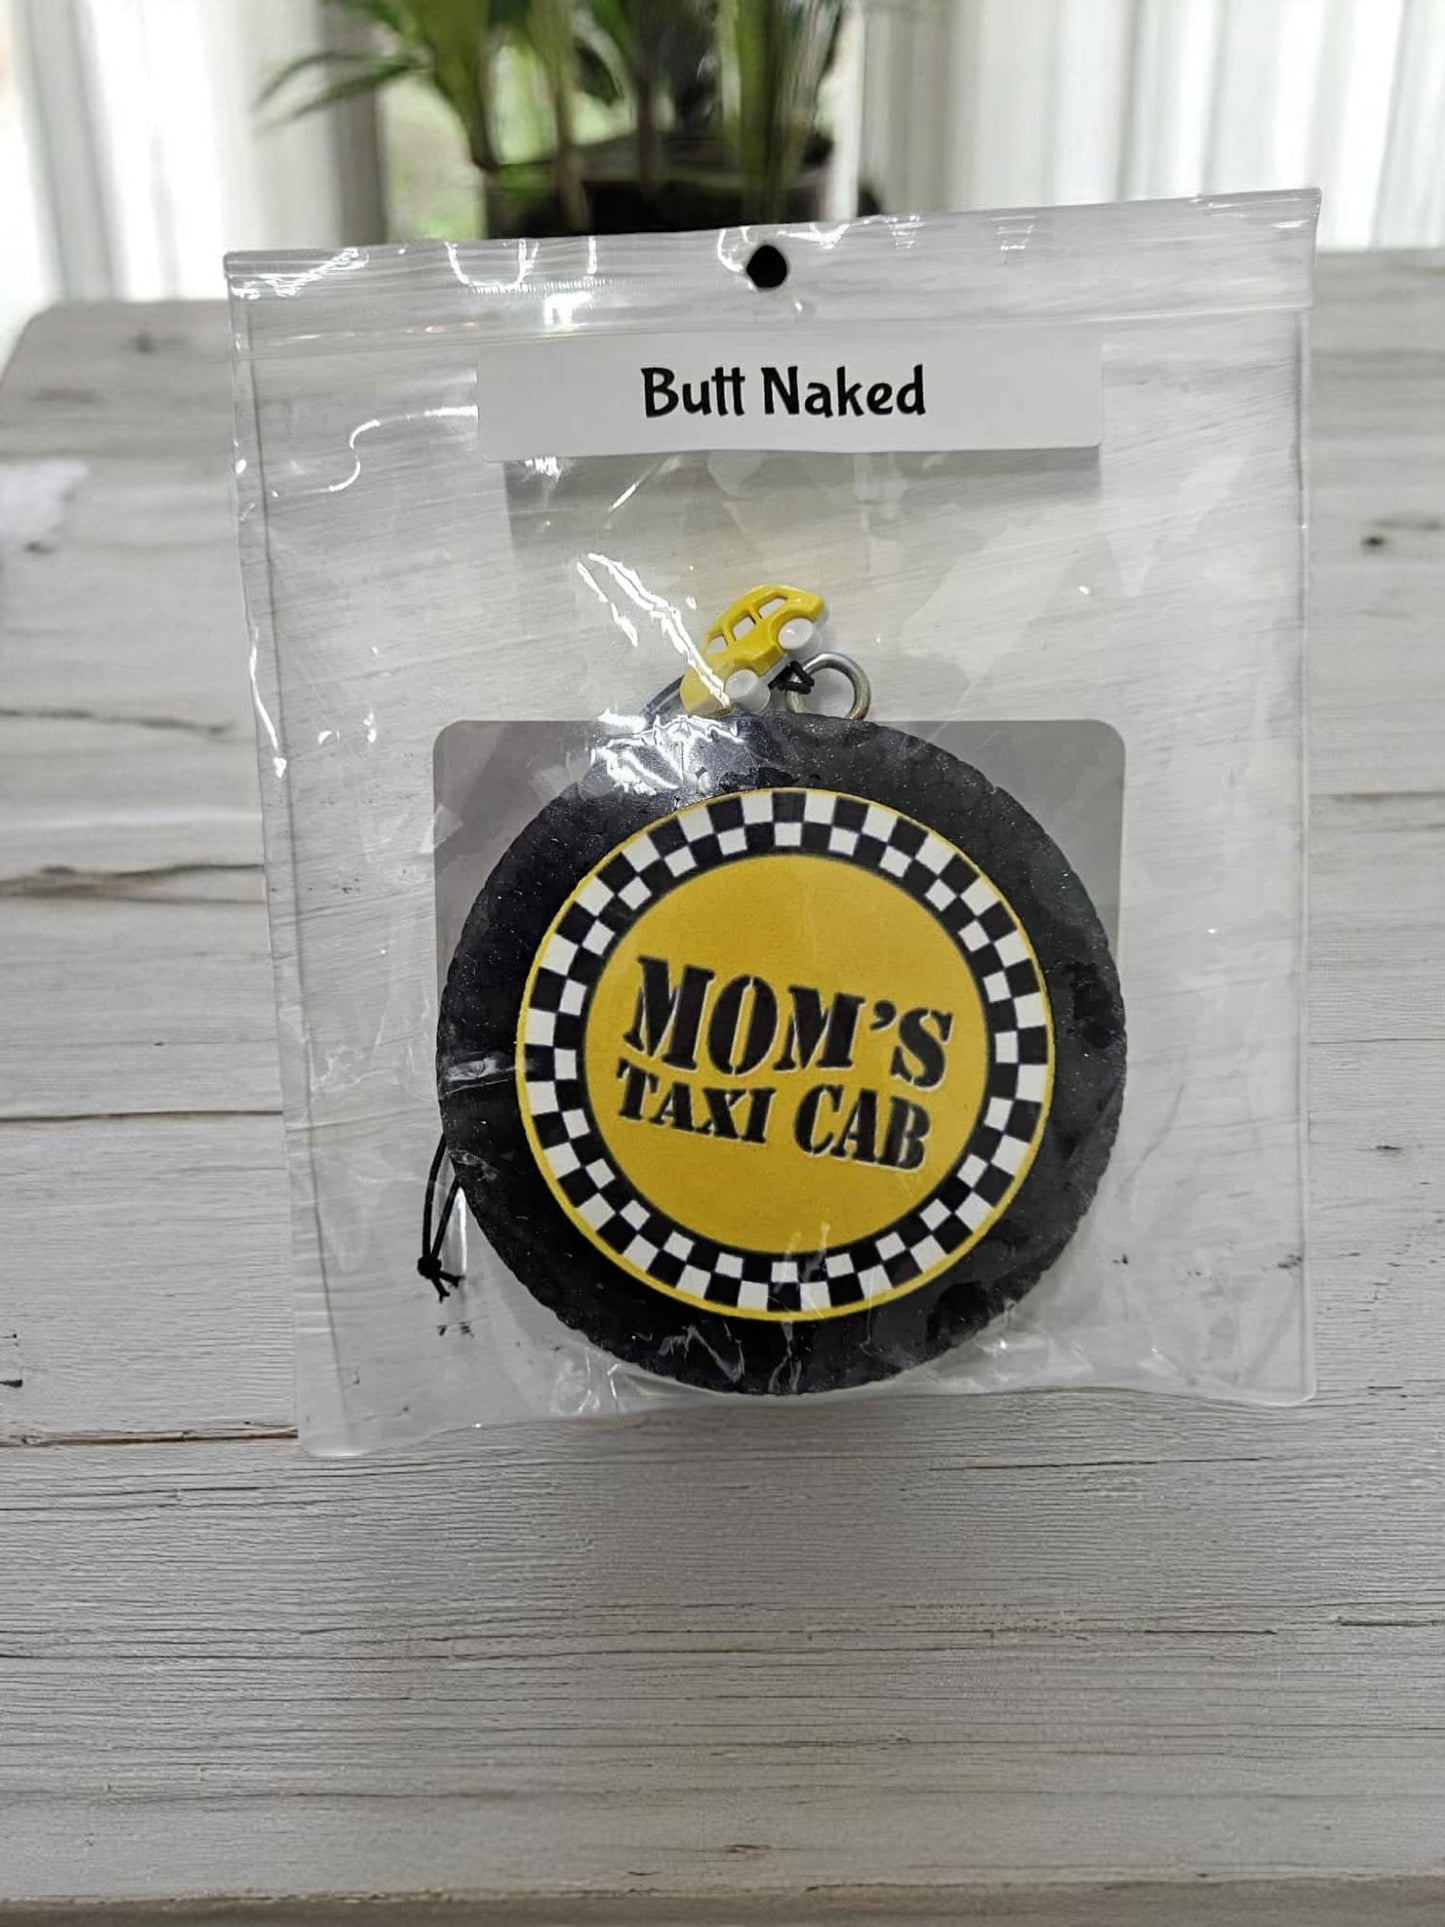 Butt Naked
MOM'S
TAXI CAB